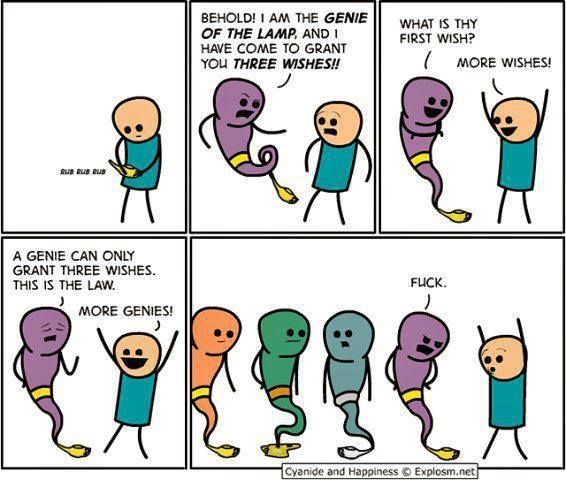 RUB RUB RUB
BEHOLD! I AM THE GENIE
OF THE LAMP, AND I
HAVE COME TO GRANT
YOU THREE WISHES!!
WHAT IS THY
FIRST WISH?
MORE WISHES!
A GENIE CAN ONLY
GRANT THREE WISHES.
THIS IS THE LAW.
MORE GENIES!
FUCK.
Cyanide and Happiness © Explosm.net